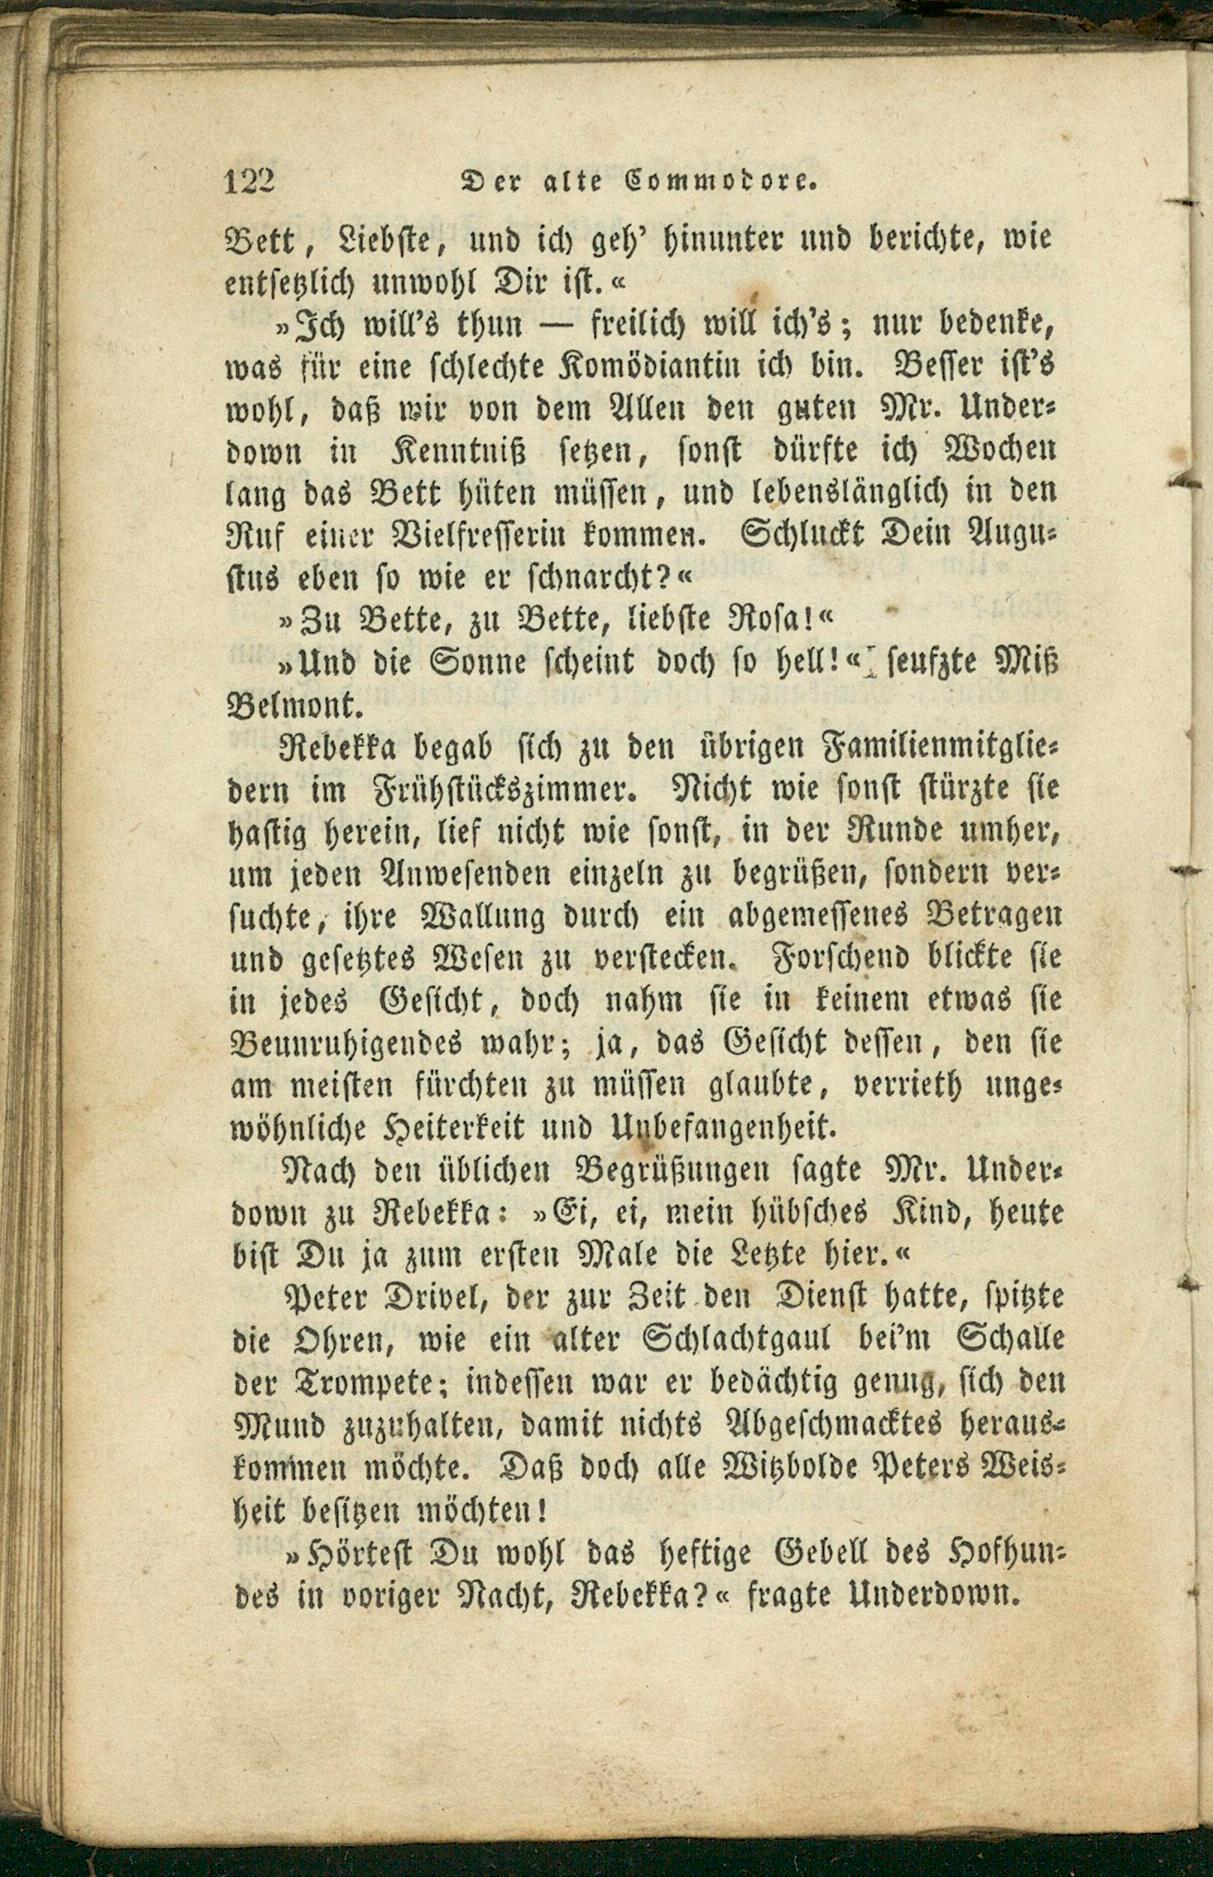 122 Der alte Commodore.
Bett, Liebste, und ich geh' hinunter und berichte, wie
entsetzlich unwohl Dir ist.«
»Ich will's thun — freilich will ich's; nur bedenke,
was für eine schlechte Komödiantin ich bin. Besser ist's
wohl, daß wir von dem Allen den guten Mr. Under-
down in Kenntniß setzen, sonst dürfte ich Wochen
lang das Bett hüten müssen, und lebenslänglich in den
Ruf einer Vielfresserin kommen. Schluckt Dein Augu-
stus eben so wie er schnarcht?«
»Zu Bette, zu Bette, liebste Rosa!«
»Und die Sonne scheint doch so hell!« seufzte Miß
Belmont.
Rebekka begab sich zu den übrigen Familienmitglie-
dern im Frühstückszimmer. Nicht wie sonst stürzte sie
hastig herein, lief nicht wie sonst, in der Runde umher,
um jeden Anwesenden einzeln zu begrüßen, sondern ver-
suchte, ihre Wallung durch ein abgemessenes Betragen
und gesetztes Wesen zu verstecken. Forschend blickte sie
in jedes Gesicht, doch nahm sie in keinem etwas sie
Beunruhigendes wahr; ja, das Gesicht dessen, den sie
am meisten fürchten zu müssen glaubte, verrieth unge-
wöhnliche Heiterkeit und Unbefangenheit.
Nach den üblichen Begrüßungen sagte Mr. Under-
down zu Rebekka: »Ei, ei, mein hübsches Kind, heute
bist Du ja zum ersten Male die Letzte hier.«
Peter Drivel, der zur Zeit den Dienst hatte, spitzte
die Ohren, wie ein alter Schlachtgaul bei'm Schalle
der Trompete; indessen war er bedächtig genug, sich den
Mund zuzuhalten, damit nichts Abgeschmacktes heraus-
kommen möchte. Daß doch alle Witzbolde Peters Weis-
heit besitzen möchten!
»Hörtest Du wohl das heftige Gebell des Hofhun-
des in voriger Nacht, Rebekka?« fragte Underdown.